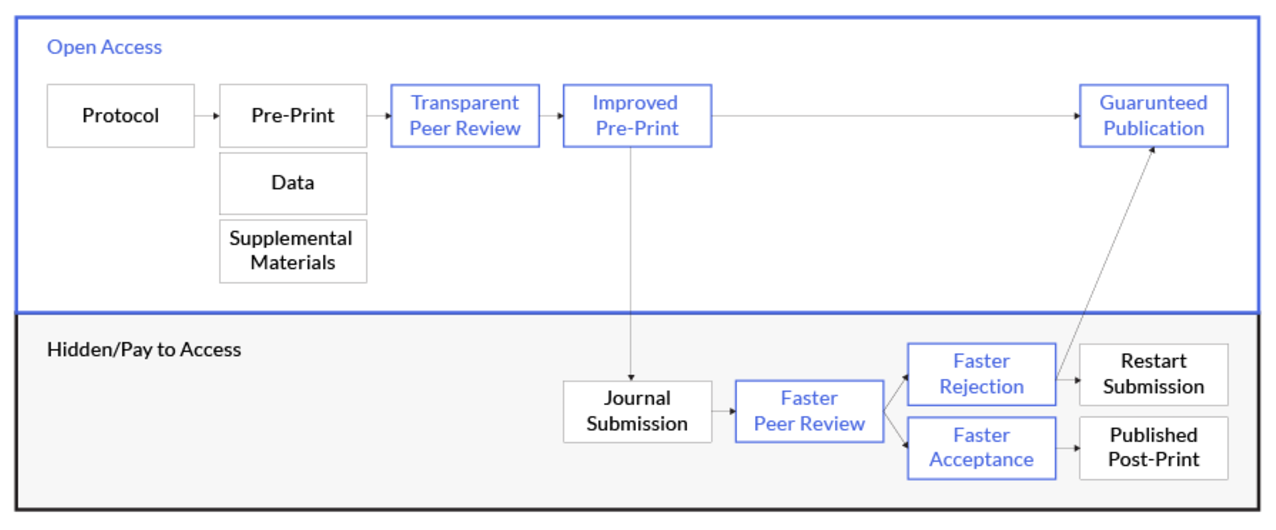 Open Access
Protocol
Pre-Print
Transparent
Peer Review
Improved
Pre-Print
Guarunteed
Publication
Data
Supplemental
Materials
Hidden/Pay to Access
Journal
Submission
Faster
Peer Review
Faster
Rejection
Restart
Submission
Faster
Acceptance
Published
Post-Print